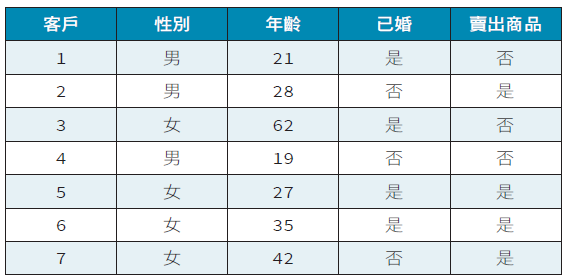 客戶 性別 年齡 已婚 賣出商品
1 男 21 是 否
2 男 28 否 是
3 女 62 是 否
4 男 19 否 否
5 女 27 是 是
6 女 35 是 是
7 女 42 否 是